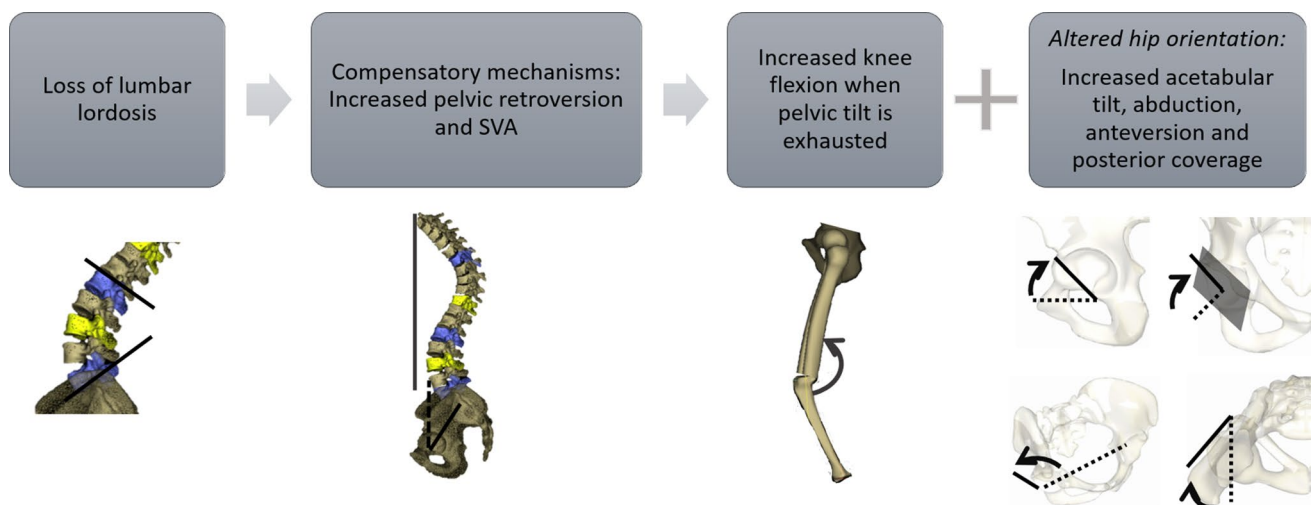 Loss of lumbar
lordosis
Compensatory mechanisms:
Increased pelvic retroversion
and SVA
Increased knee
flexion when
pelvic tilt is
exhausted
Altered hip orientation:
Increased acetabular
tilt, abduction,
anteversion and
posterior coverage